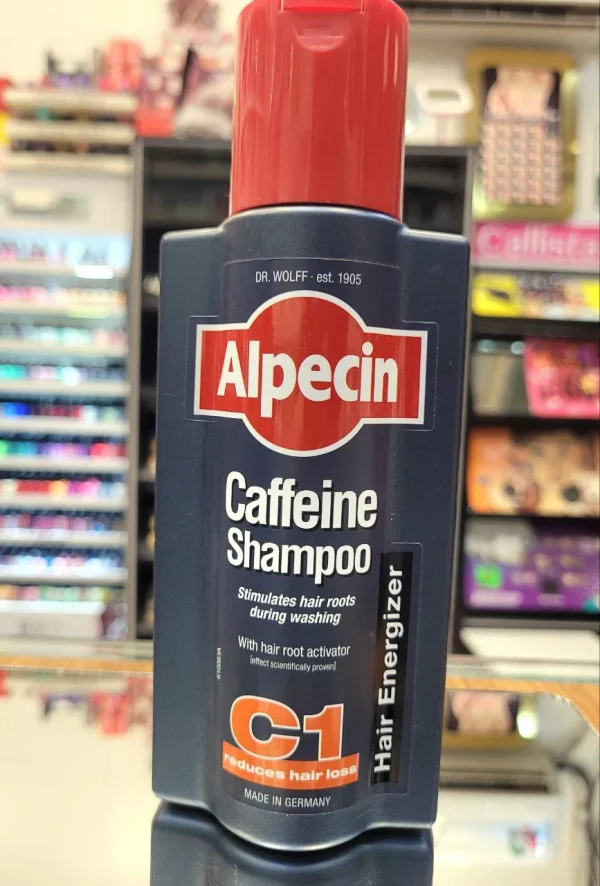 DR. WOLFF · est. 1905
Alpecin
Caffeine
Shampoo
Stimulates hair roots
during washing
With hair root activator
[effect scientifically proven]
Hair Energizer
C1
reduces hair loss
MADE IN GERMANY
Callista